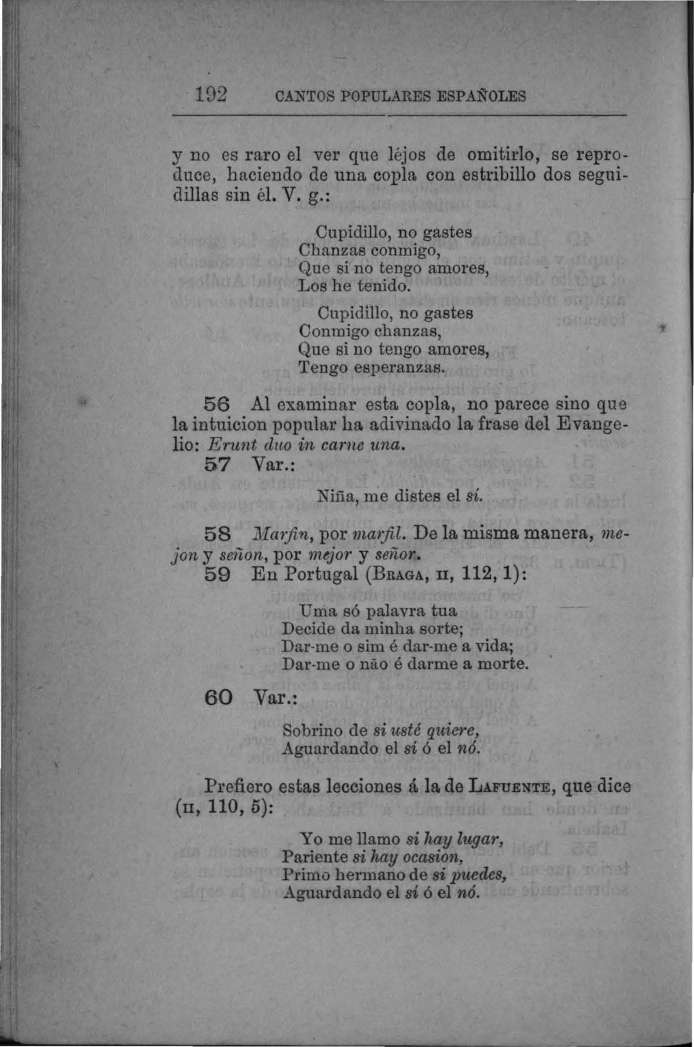 192 CANTOS POPULARES ESPAÑOLES
y no es raro el ver que léjos de omitirlo, se repro-
duce, haciendo de una copla con estribillo dos segui-
dillas sin él. V. g.:
Cupidillo, no gastes
Chanzas conmigo,
Que si no tengo amores,
Los he tenido.
Cupidillo, no gastes
Conmigo chanzas,
Que si no tengo amores,
Tengo esperanzas.
56 Al examinar esta copla, no parece sino que
la intuicion popular ha adivinado la frase del Evange-
lio: Erunt duo in carne una.
57 Var.:
Niña, me distes el sí.
58 Marfin, por marfil. De la misma manera, me-
jon y señon, por mejor y señor.
59 En Portugal (BRAGA, II, 112, 1):
Uma só palavra tua
Decide da minha sorte;
Dar-me o sim é dar-me a vida;
Dar-me o não é darme a morte.
60 Var.:
Sobrino de si usté quiere,
Aguardando el sí ó el nó.
Prefiero estas lecciones á la de LAFUENTE, que dice
(II, 110, 5):
Yo me llamo si hay lugar,
Pariente si hay ocasion,
Primo hermano de si puedes,
Aguardando el sí ó el nó.